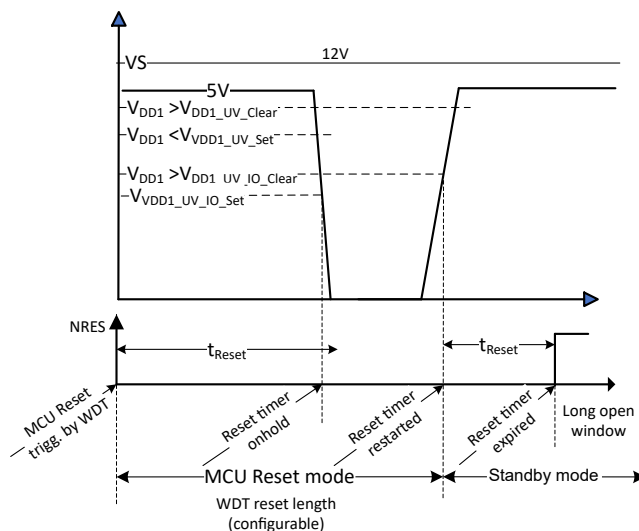 12V
VS
5V
VDD1 >VDD1_UV_Clear
VDD1 <VVDD1_UV_Set
VDD1 >VDD1_UV_IO_Clear
VVDD1_UV_IO_Set
NRES
tReset
tReset
MCU Reset
trigg. by WDT
Reset timer
onhold
Reset timer
restarted
Reset timer
expired
Long open
window
MCU Reset mode
Standby mode
WDT reset length
(configurable)